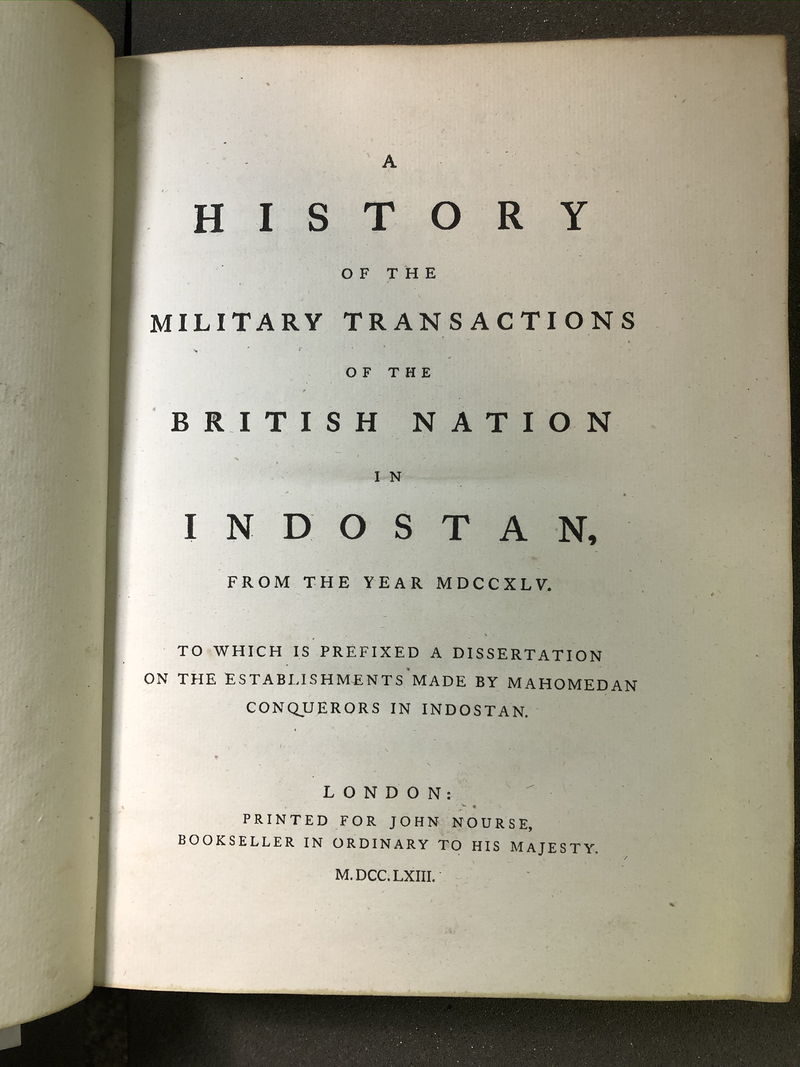 A
HISTORY
OF THE
MILITARY TRANSACTIONS
OF THE
BRITISH NATION
IN
INDOSTAN,
FROM THE YEAR MDCCXLV.
TO WHICH IS PREFIXED A DISSERTATION
ON THE ESTABLISHMENTS MADE BY MAHOMEDAN
CONQUERORS IN INDOSTAN.
LONDON:
PRINTED FOR JOHN NOURSE,
BOOKSELLER IN ORDINARY TO HIS MAJESTY.
M.DCC.LXIII.